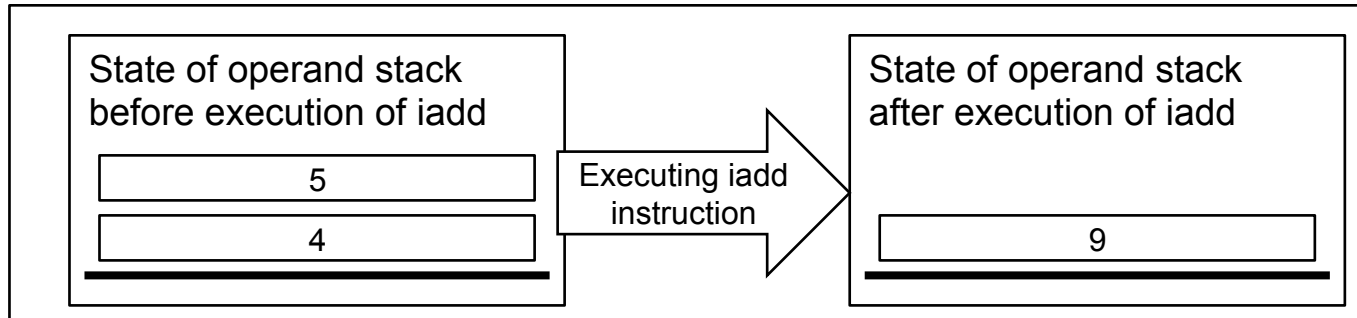 State of operand stack
before execution of iadd
5
4
Executing iadd
instruction
State of operand stack
after execution of iadd
9